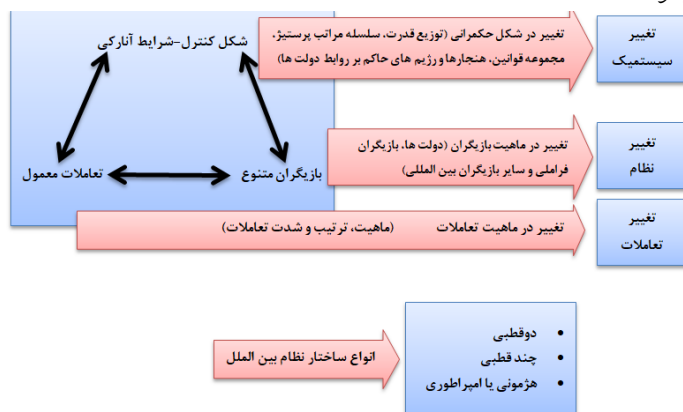 شکل کنترل-شرایط آنارکی
تعاملات معمول
بازیگران متنوع
تغییر در شکل حکمرانی (توزیع قدرت، سلسله مراتب پرستیژ،
مجموعه قوانین، هنجارها و رژیم های حاکم بر روابط دولت ها)
تغییر
سیستمیک
تغییر در ماهیت بازیگران (دولت ها، بازیگران
فراملی و سایر بازیگران بین المللی)
تغییر
نظام
تغییر در ماهیت تعاملات (ماهیت، ترتیب و شدت تعاملات)
تغییر
تعاملات
انواع ساختار نظام بین الملل
• دوقطبی
• چند قطبی
• هژمونی یا امپراطوری